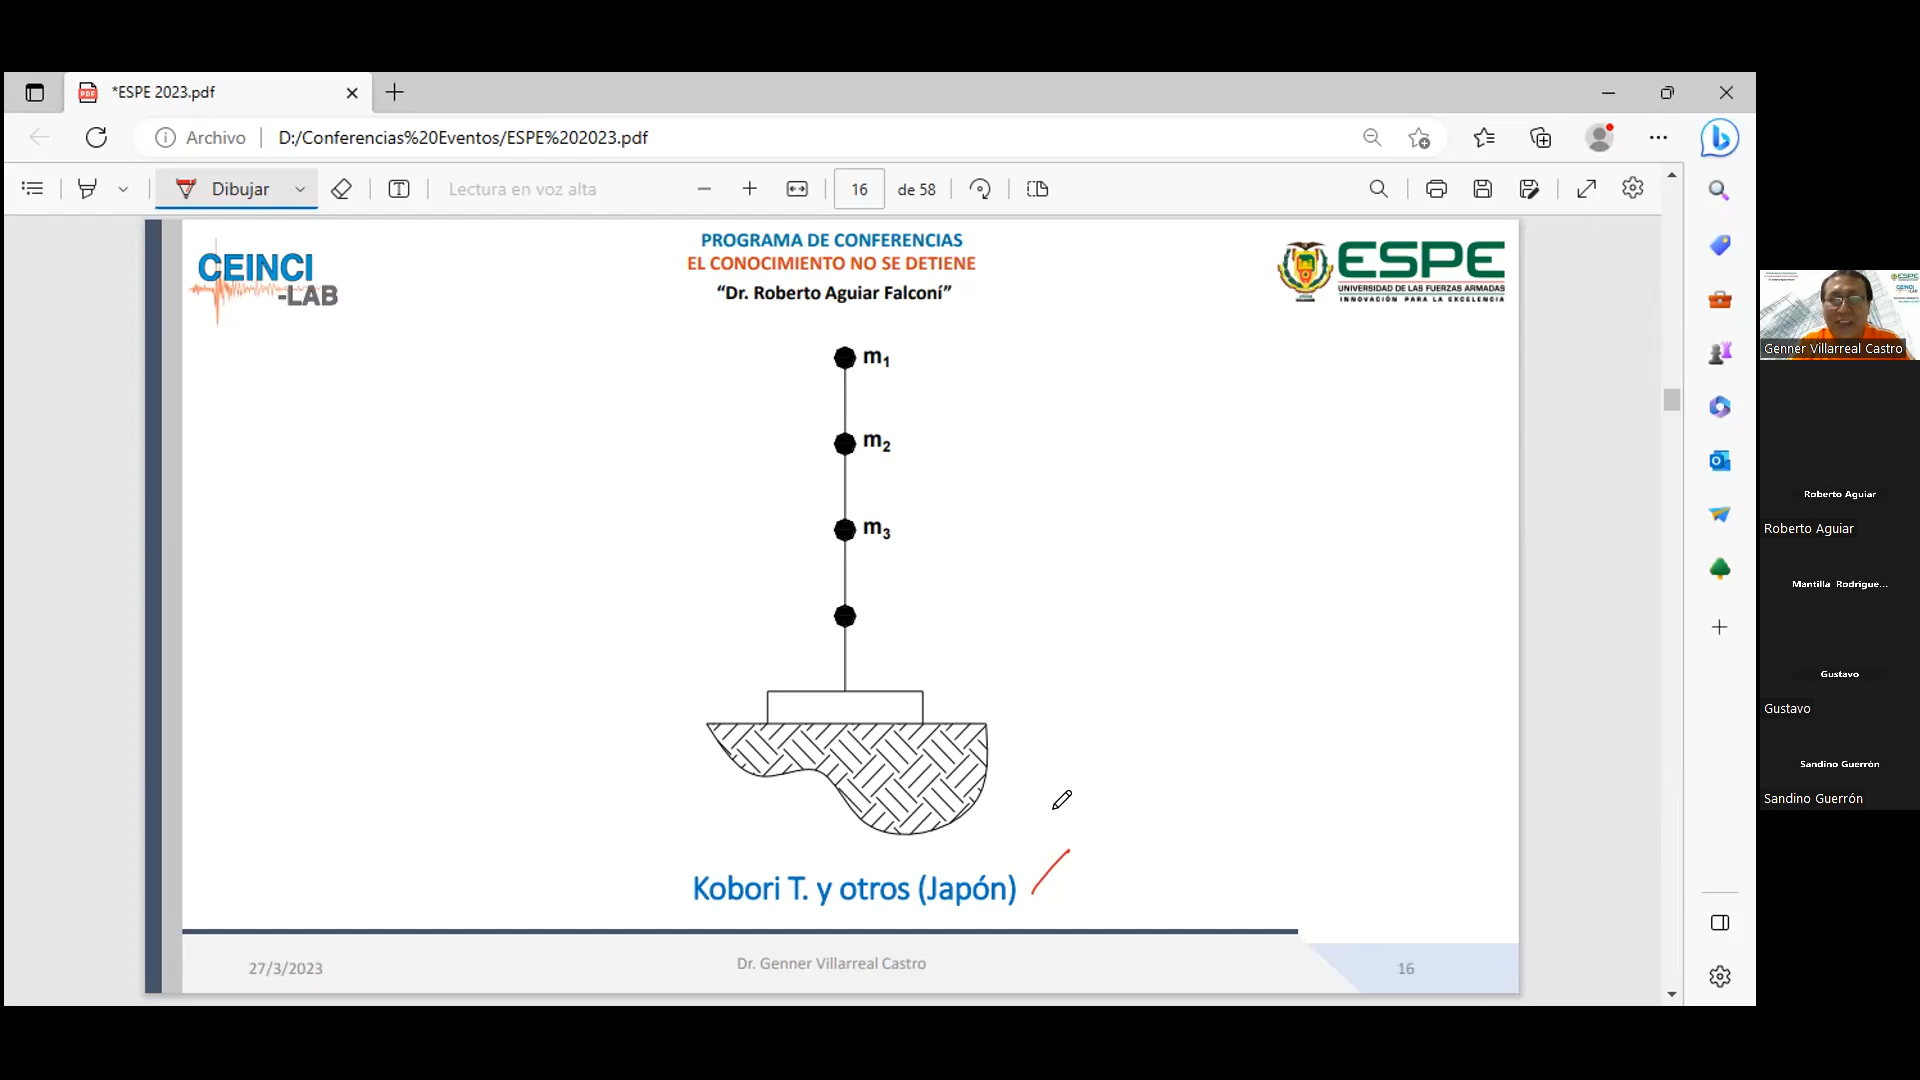 *ESPE 2023.pdf
Archivo
D:/Conferencias%20Eventos/ESPE%202023.pdf
Dibujar
Lectura en voz alta
16
de 58
CEINCI
-LAB
PROGRAMA DE CONFERENCIAS
EL CONOCIMIENTO NO SE DETIENE
“Dr. Roberto Aguiar Falconí”
ESPE
UNIVERSIDAD DE LAS FUERZAS ARMADAS
INNOVACIÓN PARA LA EXCELENCIA
m1
m2
m3
Kobori T. y otros (Japón)
27/3/2023
Dr. Genner Villarreal Castro
16
Genner Villarreal Castro
Roberto Aguiar
Roberto Aguiar
Mantilla Rodrigue...
Gustavo
Gustavo
Sandino Guerrón
Sandino Guerrón